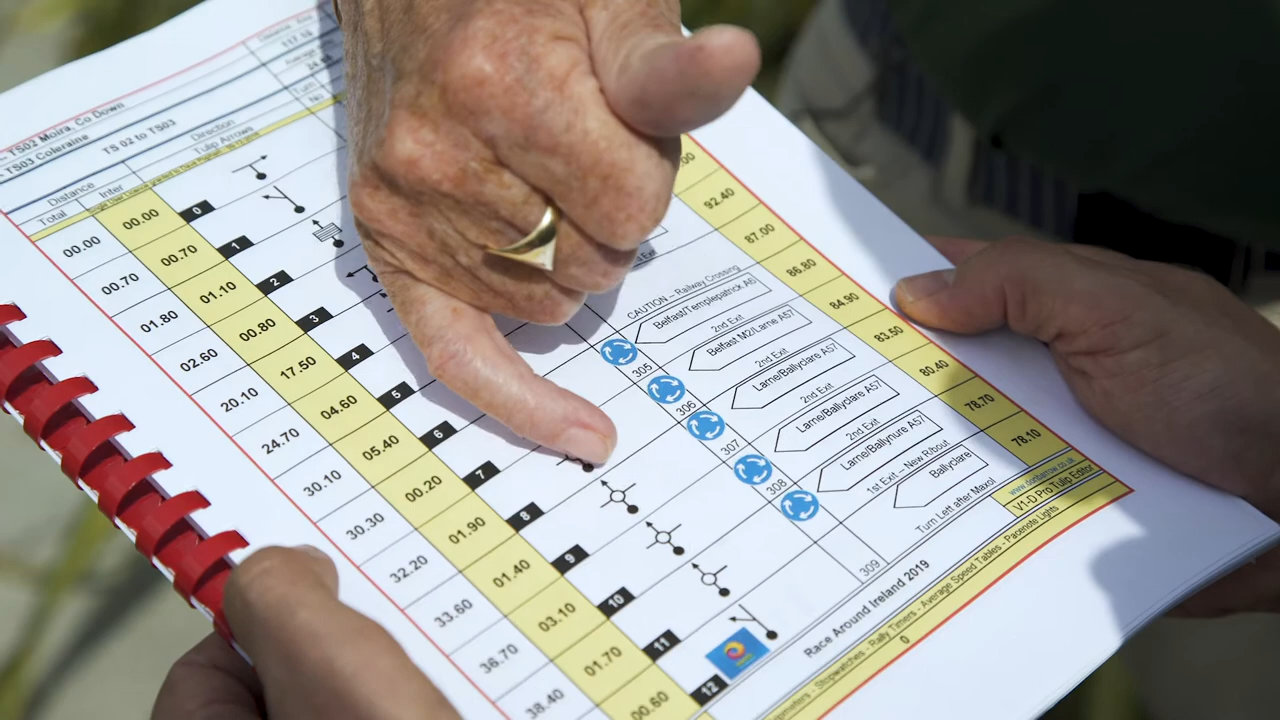 TS02 Moira, Co Down
TS03 Coleraine
TS 02 to TS03
Distance
Direction
Total Inter Tulip Arrows
00.00 00.00 0
00.70 00.70 1
01.80 01.10 2
02.60 00.80 3
20.10 17.50 4
24.70 04.60 5
30.10 05.40 6
30.30 00.20 7
32.20 01.90 8
33.60 01.40 9
36.70 03.10 10
38.40 01.70 11
00.60 12
CAUTION – Railway Crossing
Belfast/Templepatrick A6
305
2nd Exit
Belfast M2/Larne A57
306
2nd Exit
Larne/Ballyclare A57
307
2nd Exit
Larne/Ballyclare A57
308
2nd Exit
Larne/Ballynure A57
1st Exit – New R/bout
Ballyclare
309
Turn Left after Maxol
92.40
87.00
86.80
84.90
83.50
80.40
78.70
78.10
www.donbarrow.co.uk
V1-D Pro Tulip Editor
Race Around Ireland 2019
Stopwatches - Rally Timers - Average Speed Tables - Pacenote Lights
0